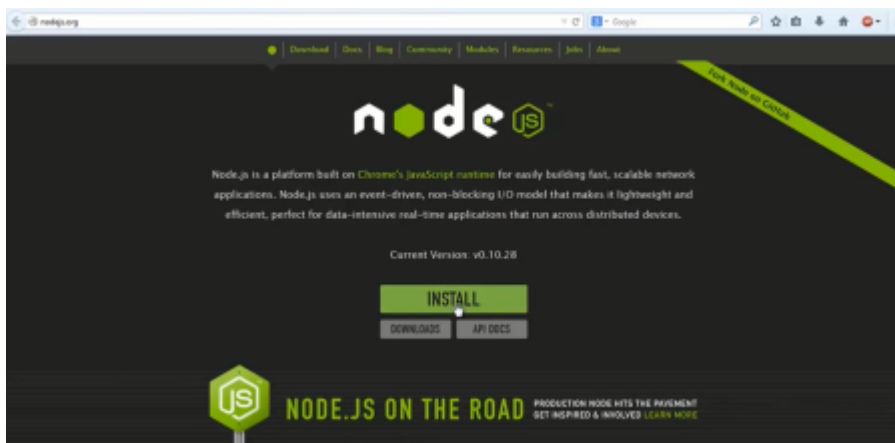 nodejs.org
Google
Download Docs Blog Community Modules Resources Jobs About
Fork Node on GitHub
node JS ™
Node.js is a platform built on Chrome's JavaScript runtime for easily building fast, scalable network
applications. Node.js uses an event-driven, non-blocking I/O model that makes it lightweight and
efficient, perfect for data-intensive real-time applications that run across distributed devices.
Current Version: v0.10.28
INSTALL
DOWNLOADS API DOCS
JS
NODE.JS ON THE ROAD
PRODUCTION NODE HITS THE PAVEMENT
GET INSPIRED & INVOLVED LEARN MORE